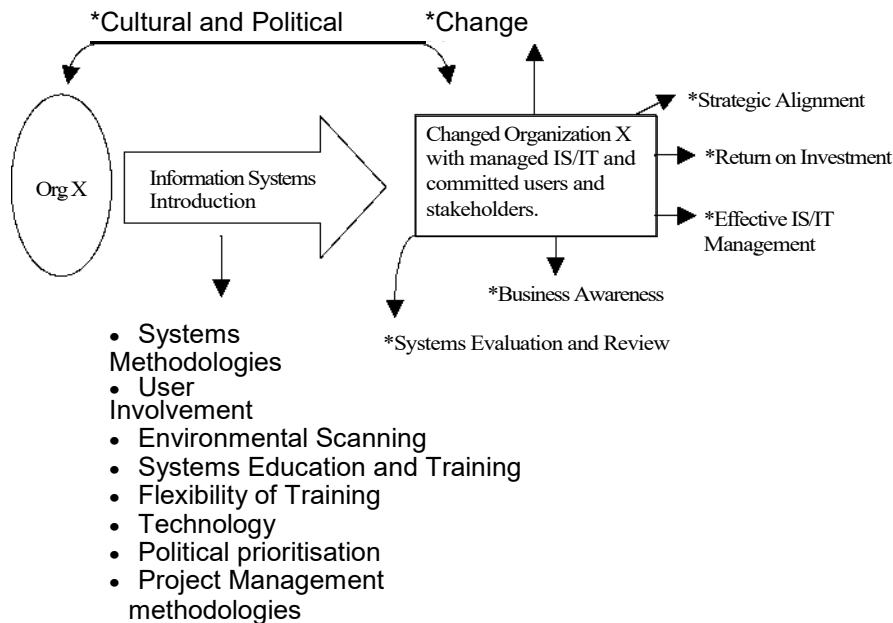 *Cultural and Political
*Change
Org X
Information Systems
Introduction
Changed Organization X
with managed IS/IT and
committed users and
stakeholders.
*Strategic Alignment
*Return on Investment
*Effective IS/IT
Management
*Business Awareness
*Systems Evaluation and Review
• Systems
Methodologies
• User
Involvement
• Environmental Scanning
• Systems Education and Training
• Flexibility of Training
• Technology
• Political prioritisation
• Project Management
methodologies